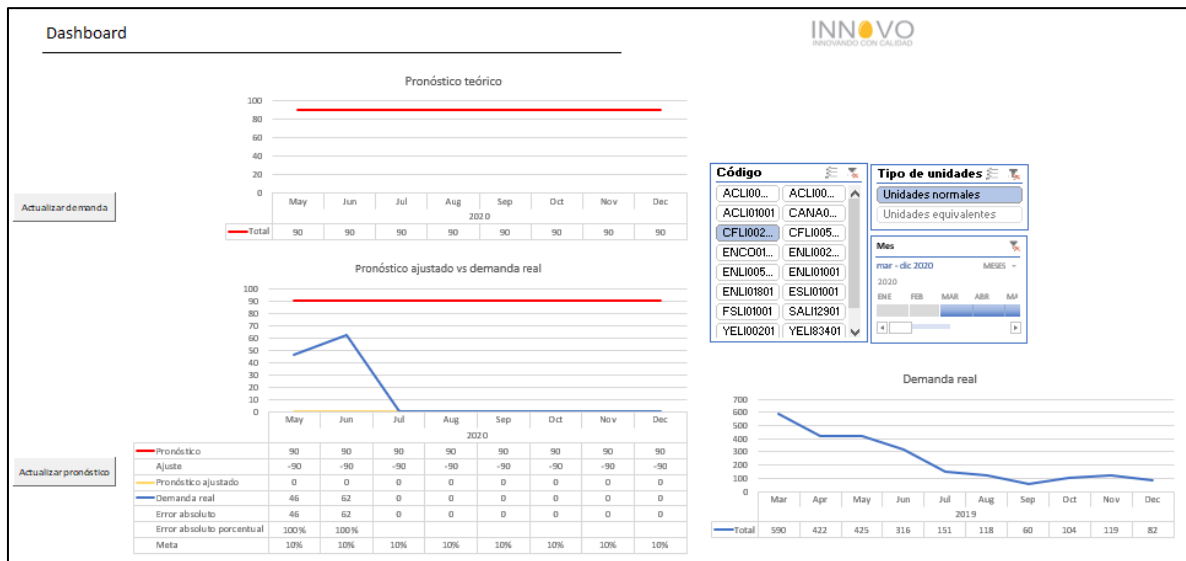 Dashboard
INNOVO
INNOVANDO CON CALIDAD
Pronóstico teórico
100
80
60
40
20
0
May Jun Jul Aug Sep Oct Nov Dec
2020
Total 90 90 90 90 90 90 90 90
Actualizar demanda
Código
ACLI00... ACLI00...
ACLI01001 CANA0...
CFLI002... CFLI005...
ENCO01... ENLI002...
ENLI005... ENLI01001
ENLI01801 ESLI01001
FSLI01001 SALI12901
YELI00201 YELI83401
Tipo de unidades
Unidades normales
Unidades equivalentes
Mes
mar - dic 2020 MESES
2020
ENE FEB MAR ABR MA
Pronóstico ajustado vs demanda real
100
90
80
70
60
50
40
30
20
10
0
May Jun Jul Aug Sep Oct Nov Dec
2020
Pronóstico 90 90 90 90 90 90 90 90
Ajuste -90 -90 -90 -90 -90 -90 -90 -90
Pronóstico ajustado 0 0 0 0 0 0 0 0
Demanda real 46 62 0 0 0 0 0 0
Error absoluto 46 62 0 0 0 0 0 0
Error absoluto porcentual 100% 100%
Meta 10% 10% 10% 10% 10% 10% 10% 10%
Actualizar pronóstico
Demanda real
700
600
500
400
300
200
100
0
Mar Apr May Jun Jul Aug Sep Oct Nov Dec
2019
Total 590 422 425 316 151 118 60 104 119 82